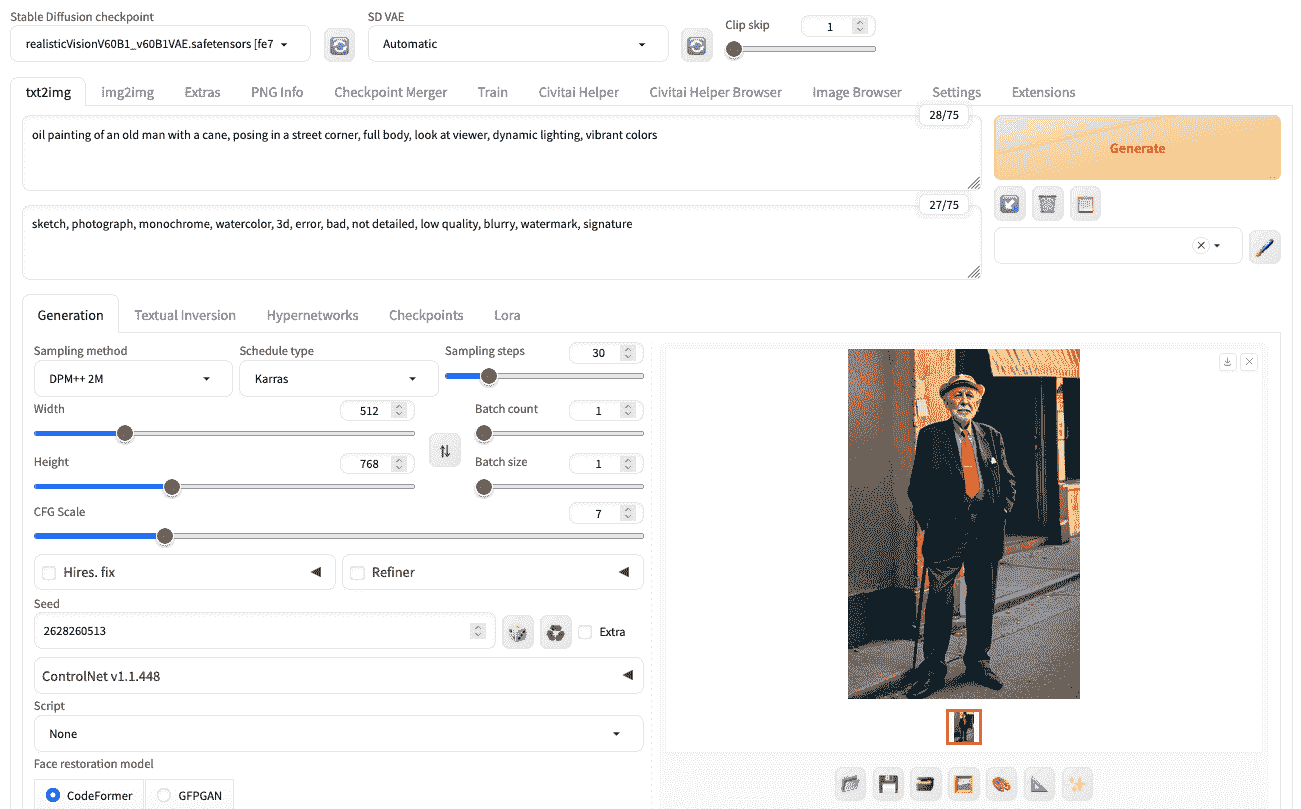 Stable Diffusion checkpoint
SD VAE
Clip skip
1
realisticVisionV60B1_v60B1VAE.safetensors [fe7
Automatic
txt2img
img2img
Extras
PNG Info
Checkpoint Merger
Train
Civitai Helper
Civitai Helper Browser
Image Browser
Settings
Extensions
28/75
oil painting of an old man with a cane, posing in a street corner, full body, look at viewer, dynamic lighting, vibrant colors
Generate
27/75
sketch, photograph, monochrome, watercolor, 3d, error, bad, not detailed, low quality, blurry, watermark, signature
Generation
Textual Inversion
Hypernetworks
Checkpoints
Lora
Sampling method
Schedule type
Sampling steps
30
DPM++ 2M
Karras
Width
512
Batch count
1
Height
768
Batch size
1
CFG Scale
7
Hires. fix
Refiner
Seed
2628260513
Extra
ControlNet v1.1.448
Script
None
Face restoration model
CodeFormer
GFPGAN